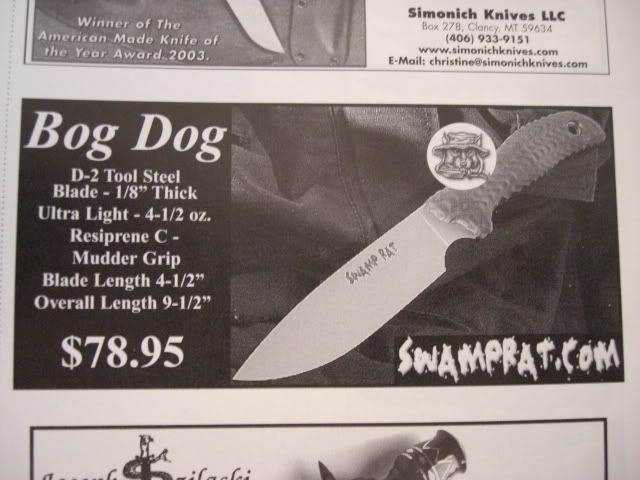 Winner of The
American Made Knife of
the Year Award 2003.
Simonich Knives LLC
Box 278, Clancy, MT 59634
(406) 933-9151
www.simonichknives.com
E-Mail: christine@simonichknives.com
Bog Dog
D-2 Tool Steel
Blade - 1/8” Thick
Ultra Light - 4-1/2 oz.
Resiprene C -
Mudder Grip
Blade Length 4-1/2”
Overall Length 9-1/2”
$78.95
SWAMP RAT
SWAMPRAT.COM
Joseph Szilaski